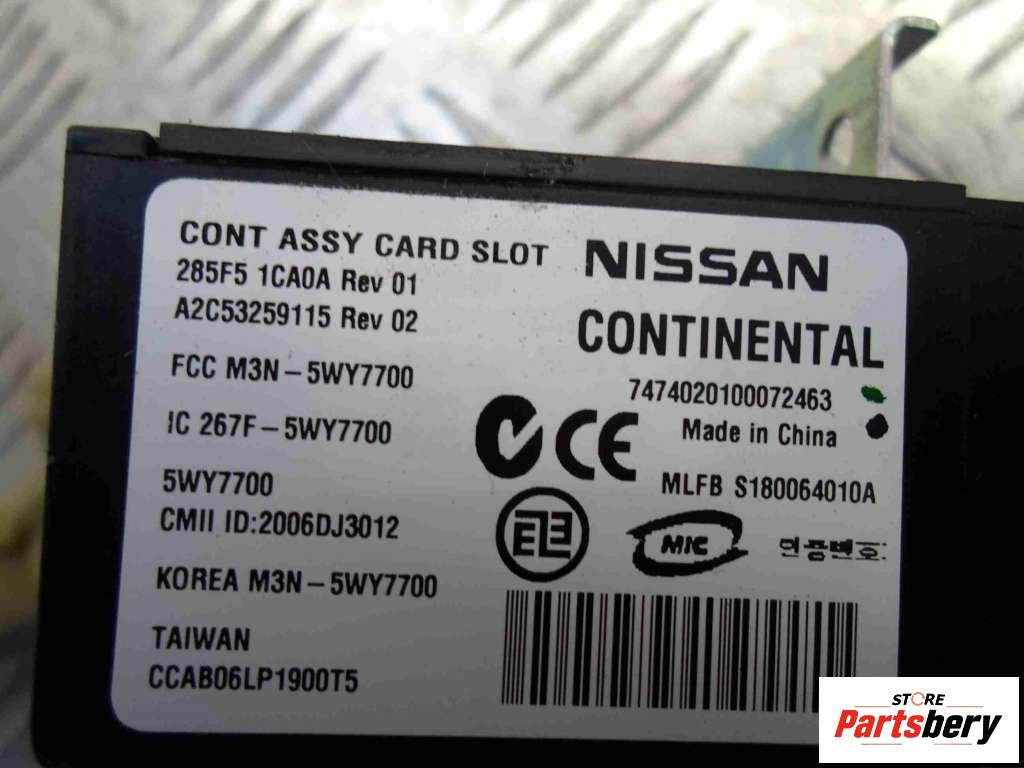 CONT ASSY CARD SLOT
285F5 1CA0A Rev 01
A2C53259115 Rev 02
FCC M3N-5WY7700
IC 267F-5WY7700
5WY7700
CMII ID:2006DJ3012
KOREA M3N-5WY7700
TAIWAN
CCAB06LP1900T5
NISSAN
CONTINENTAL
7474020100072463
Made in China
CE
MLFB S180064010A
MIC
인증번호:
STORE
Partsbery